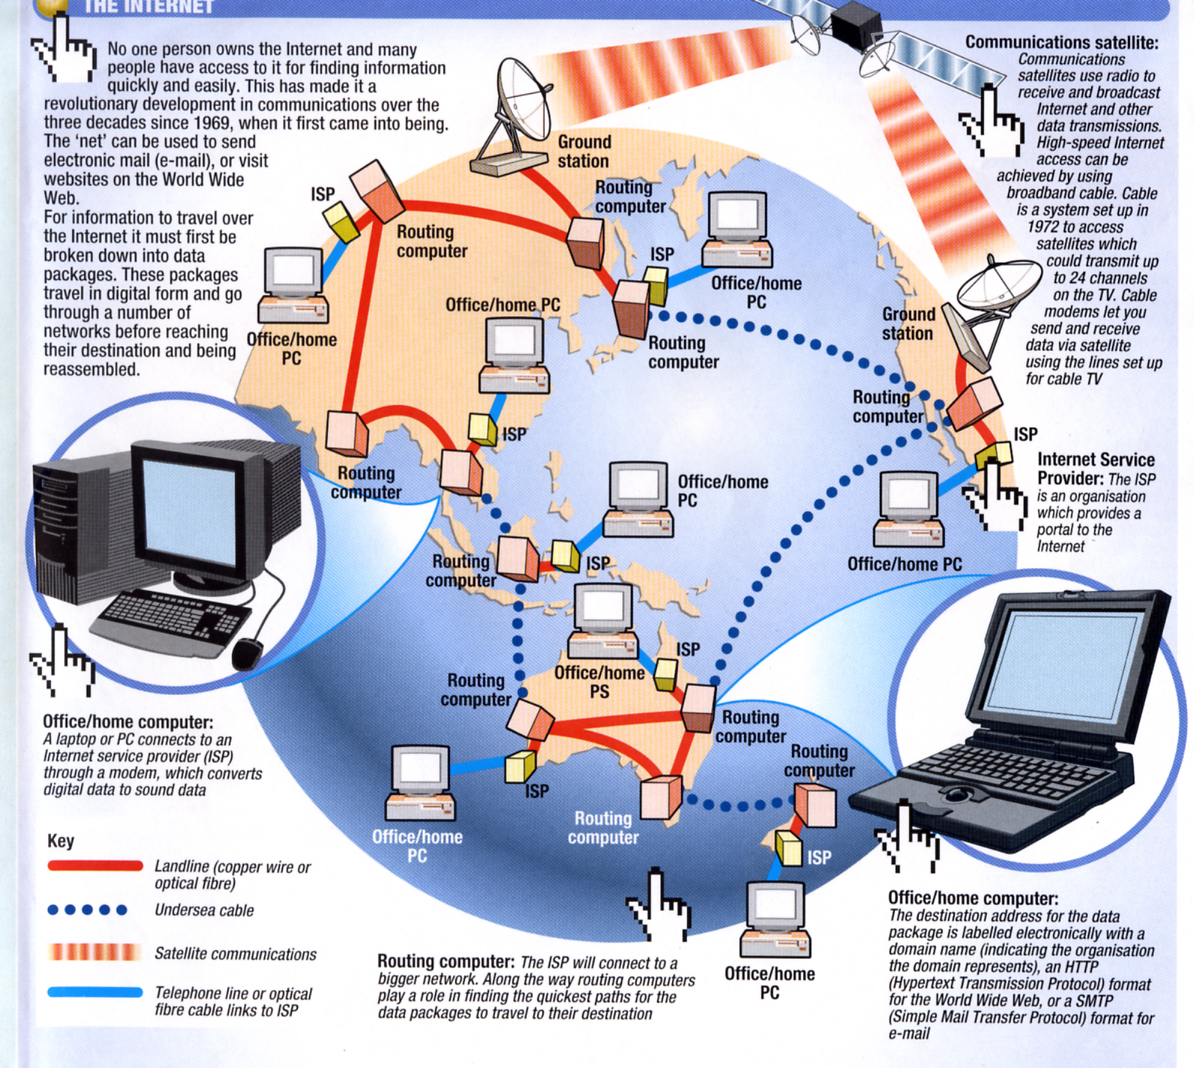 THE INTERNET
No one person owns the Internet and many
people have access to it for finding information
quickly and easily. This has made it a
revolutionary development in communications over the
three decades since 1969, when it first came into being.
The ‘net’ can be used to send
electronic mail (e-mail), or visit
websites on the World Wide
Web.
For information to travel over
the Internet it must first be
broken down into data
packages. These packages
travel in digital form and go
through a number of
networks before reaching
their destination and being
reassembled.
Communications satellite:
Communications
satellites use radio to
receive and broadcast
Internet and other
data transmissions.
High-speed Internet
access can be
achieved by using
broadband cable. Cable
is a system set up in
1972 to access
satellites which
could transmit up
to 24 channels
on the TV. Cable
modems let you
send and receive
data via satellite
using the lines set up
for cable TV
Ground
station
ISP
Routing
computer
Routing
computer
ISP
Office/home
PC
Office/home PC
Office/home
PC
Ground
station
Routing
computer
Routing
computer
ISP
ISP
Internet Service
Provider: The ISP
is an organisation
which provides a
portal to the
Internet
Routing
computer
Office/home
PC
Office/home PC
Routing
computer
ISP
Office/home
PS
ISP
Routing
computer
Routing
computer
Routing
computer
ISP
Routing
computer
Office/home
PC
ISP
Office/home
PC
Office/home computer:
A laptop or PC connects to an
Internet service provider (ISP)
through a modem, which converts
digital data to sound data
Key
Landline (copper wire or
optical fibre)
Undersea cable
Satellite communications
Telephone line or optical
fibre cable links to ISP
Routing computer: The ISP will connect to a
bigger network. Along the way routing computers
play a role in finding the quickest paths for the
data packages to travel to their destination
Office/home computer:
The destination address for the data
package is labelled electronically with a
domain name (indicating the organisation
the domain represents), an HTTP
(Hypertext Transmission Protocol) format
for the World Wide Web, or a SMTP
(Simple Mail Transfer Protocol) format for
e-mail